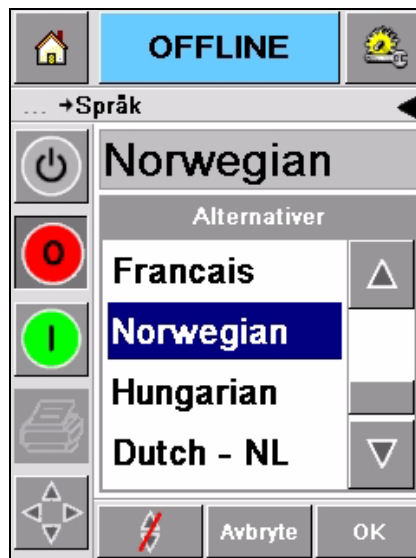 OFFLINE
... →Språk
Norwegian
Alternativer
Francais
Norwegian
Hungarian
Dutch - NL
Avbryte
OK